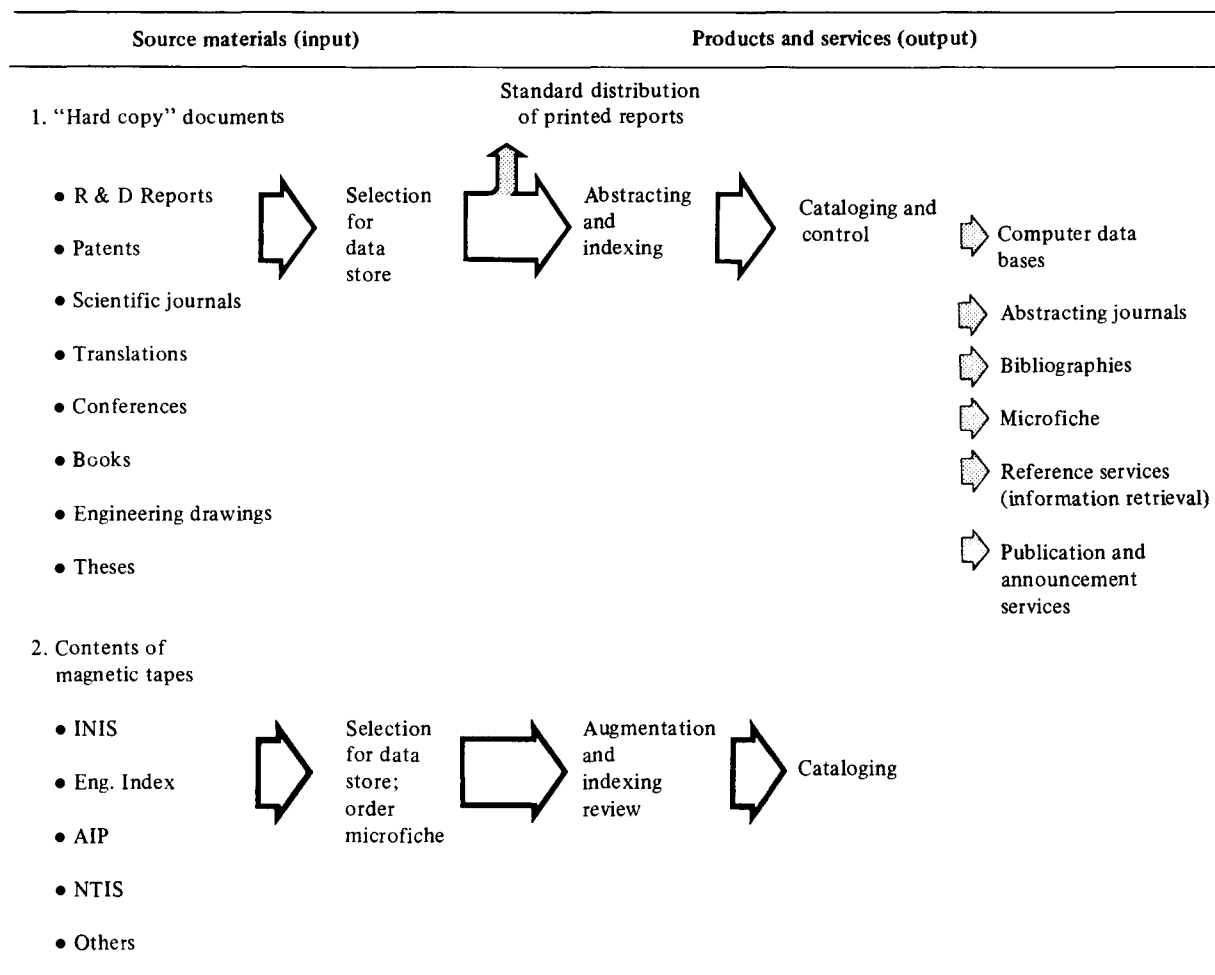 Source materials (input)
Products and services (output)
1. “Hard copy” documents
Standard distribution
of printed reports
• R & D Reports
• Patents
• Scientific journals
• Translations
• Conferences
• Books
• Engineering drawings
• Theses
Selection
for
data
store
Abstracting
and
indexing
Cataloging and
control
Computer data
bases
Abstracting journals
Bibliographies
Microfiche
Reference services
(information retrieval)
Publication and
announcement
services
2. Contents of
magnetic tapes
• INIS
• Eng. Index
• AIP
• NTIS
• Others
Selection
for data
store;
order
microfiche
Augmentation
and
indexing
review
Cataloging